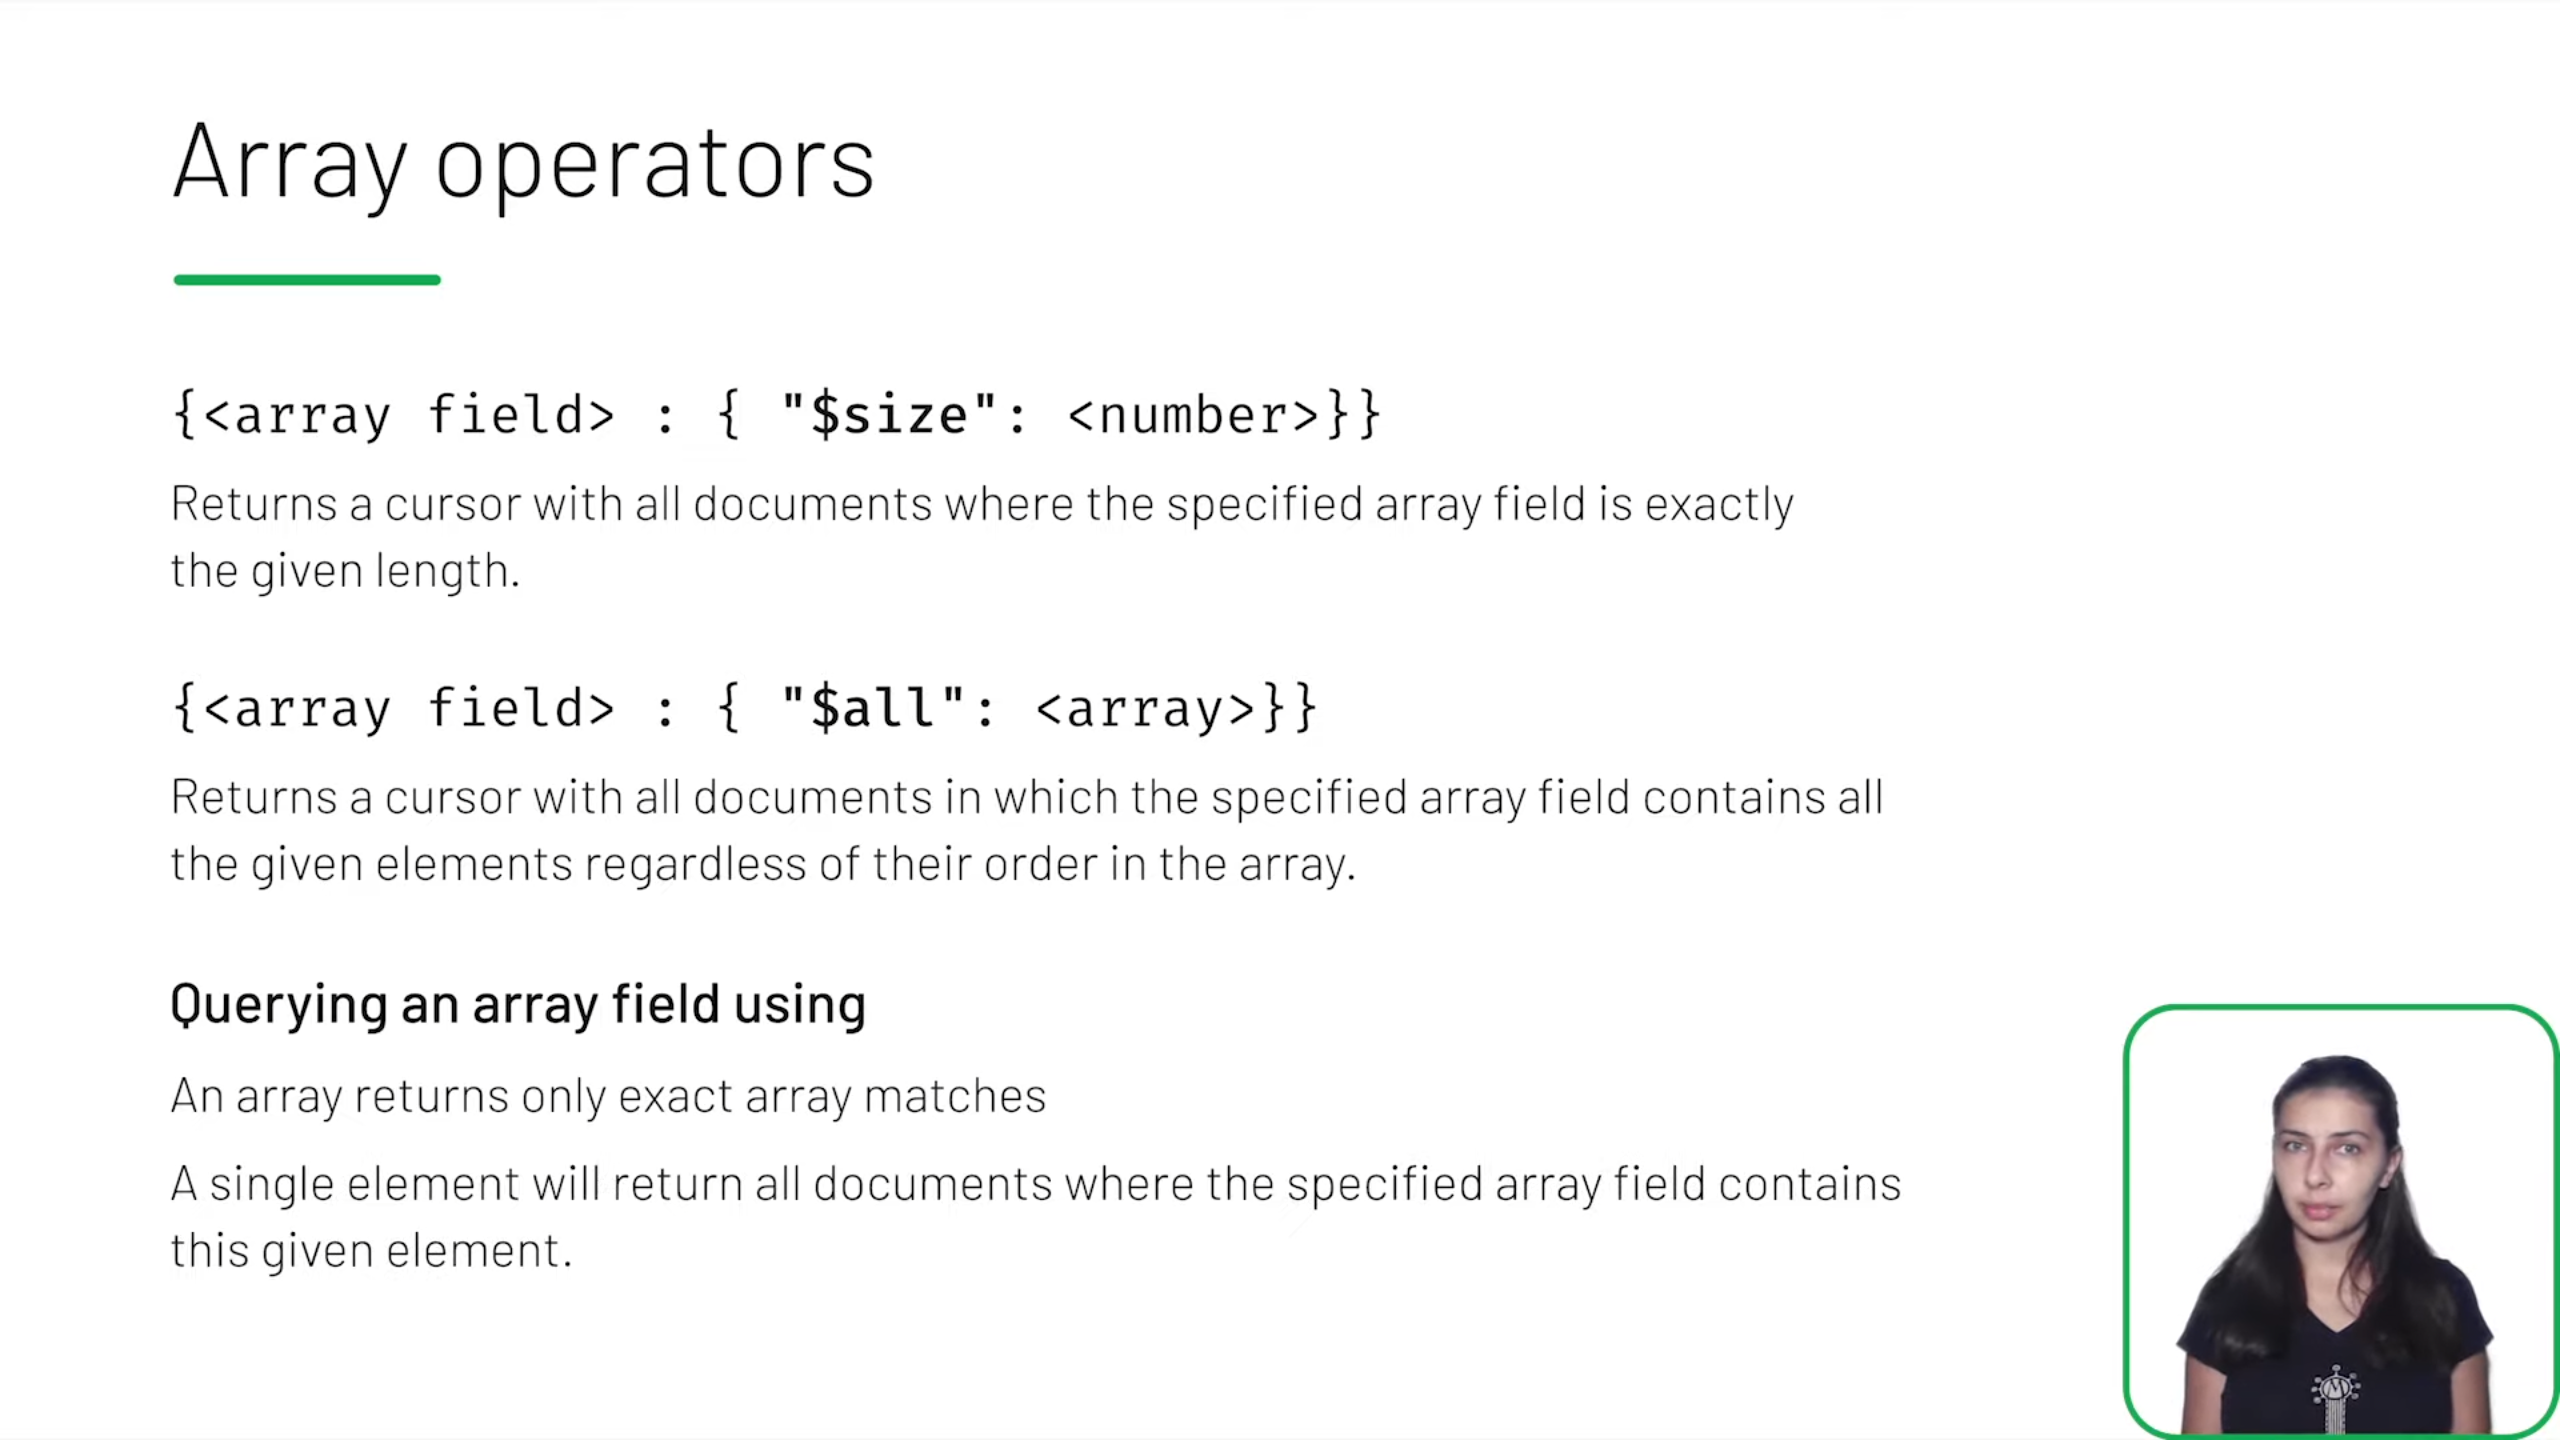 Array operators
{<array field> : { "$size": <number>}}
Returns a cursor with all documents where the specified array field is exactly
the given length.
{<array field> : { "$all": <array>}}
Returns a cursor with all documents in which the specified array field contains all
the given elements regardless of their order in the array.
Querying an array field using
An array returns only exact array matches
A single element will return all documents where the specified array field contains
this given element.
M